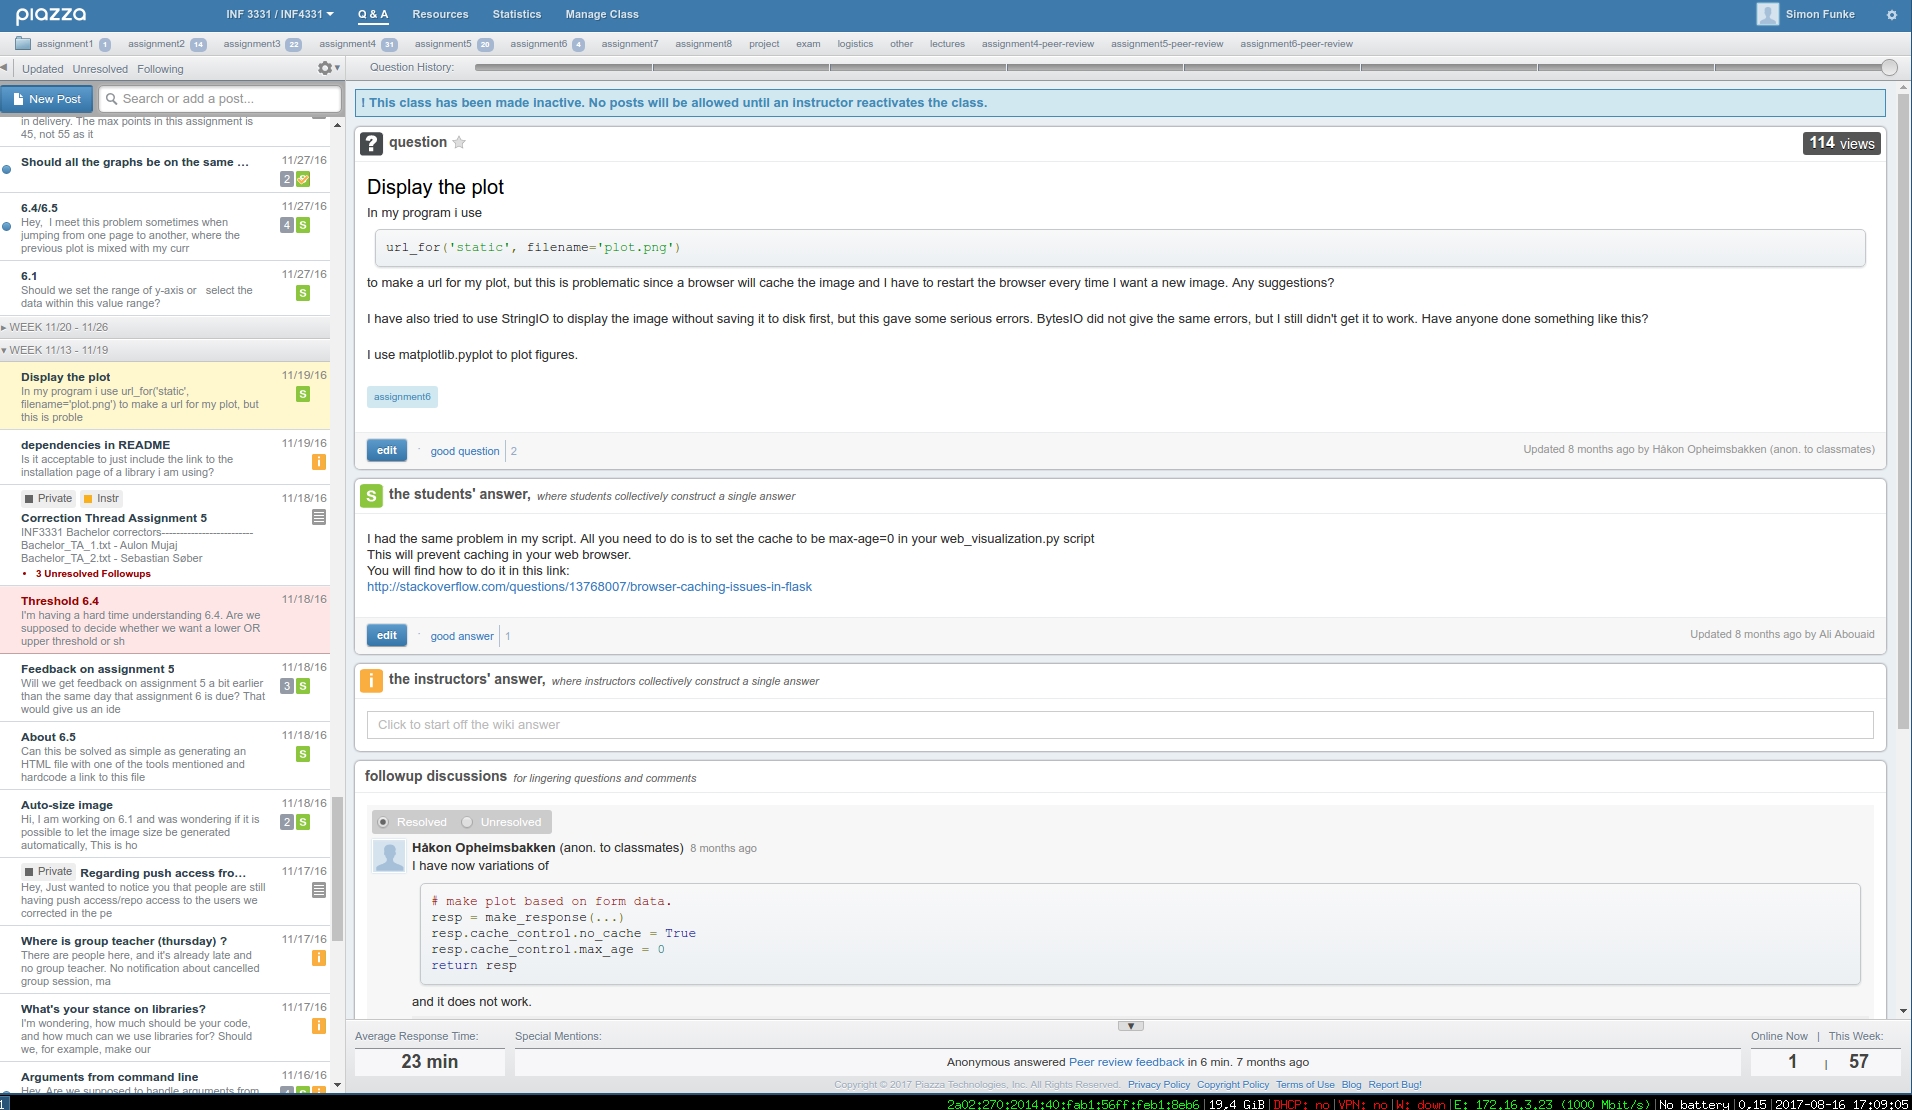 piazza
INF 3331 / INF4331
Q & A
Resources
Statistics
Manage Class
Simon Funke
assignment1 1
assignment2 14
assignment3 22
assignment4 31
assignment5 20
assignment6 4
assignment7
assignment8
project
exam
logistics
other
lectures
assignment4-peer-review
assignment5-peer-review
assignment6-peer-review
Updated Unresolved Following
Question History:
New Post
Search or add a post...
in delivery. The max points in this assignment is
45, not 55 as it
Should all the graphs be on the same ... 11/27/16
2
6.4/6.5 11/27/16
Hey, I meet this problem sometimes when 4 S
jumping from one page to another, where the
previous plot is mixed with my curr
6.1 11/27/16
Should we set the range of y-axis or select the S
data within this value range?
WEEK 11/20 - 11/26
WEEK 11/13 - 11/19
Display the plot 11/19/16
In my program i use url_for('static', S
filename='plot.png') to make a url for my plot, but
this is proble
dependencies in README 11/19/16
Is it acceptable to just include the link to the i
installation page of a library i am using?
Private Instr 11/18/16
Correction Thread Assignment 5
INF3331 Bachelor correctors-------------------------
Bachelor_TA_1.txt - Aulon Mujaj
Bachelor_TA_2.txt - Sebastian Søber
• 3 Unresolved Followups
Threshold 6.4 11/18/16
I'm having a hard time understanding 6.4. Are we
supposed to decide whether we want a lower OR
upper threshold or sh
Feedback on assignment 5 11/18/16
Will we get feedback on assignment 5 a bit earlier 3 S
than the same day that assignment 6 is due? That
would give us an ide
About 6.5 11/18/16
Can this be solved as simple as generating an S
HTML file with one of the tools mentioned and
hardcode a link to this file
Auto-size image 11/18/16
Hi, I am working on 6.1 and was wondering if it is 2 S
possible to let the image size be generated
automatically, This is ho
Private Regarding push access fro... 11/17/16
Hey, Just wanted to notice you that people are still
having push access/repo access to the users we
corrected in the pe
Where is group teacher (thursday) ? 11/17/16
There are people here, and it's already late and i
no group teacher. No notification about cancelled
group session, ma
What's your stance on libraries? 11/17/16
I'm wondering, how much should be your code, i
and how much can we use libraries for? Should
we, for example, make our
Arguments from command line 11/16/16
Hey, Are we supposed to handle arguments from
! This class has been made inactive. No posts will be allowed until an instructor reactivates the class.
? question 114 views
Display the plot
In my program i use
url_for('static', filename='plot.png')
to make a url for my plot, but this is problematic since a browser will cache the image and I have to restart the browser every time I want a new image. Any suggestions?
I have also tried to use StringIO to display the image without saving it to disk first, but this gave some serious errors. BytesIO did not give the same errors, but I still didn't get it to work. Have anyone done something like this?
I use matplotlib.pyplot to plot figures.
assignment6
edit · good question 2
Updated 8 months ago by Håkon Opheimsbakken (anon. to classmates)
S the students' answer, where students collectively construct a single answer
I had the same problem in my script. All you need to do is to set the cache to be max-age=0 in your web_visualization.py script
This will prevent caching in your web browser.
You will find how to do it in this link:
http://stackoverflow.com/questions/13768007/browser-caching-issues-in-flask
edit · good answer 1
Updated 8 months ago by Ali Abouaid
i the instructors' answer, where instructors collectively construct a single answer
Click to start off the wiki answer
followup discussions for lingering questions and comments
Resolved Unresolved
Håkon Opheimsbakken (anon. to classmates) 8 months ago
I have now variations of
# make plot based on form data.
resp = make_response(...)
resp.cache_control.no_cache = True
resp.cache_control.max_age = 0
return resp
and it does not work.
Average Response Time:
23 min
Special Mentions:
Anonymous answered Peer review feedback in 6 min. 7 months ago
Online Now | This Week:
1 | 57
Copyright © 2017 Piazza Technologies, Inc. All Rights Reserved. Privacy Policy Copyright Policy Terms of Use Blog Report Bug!
1
2a02:270:2014:40:fab1:56ff:feb1:8eb6|19.4 GiB|DHCP: no|VPN: no|W: down|E: 172.16.3.23 (1000 Mbit/s)|No battery|0.15|2017-08-16 17:09:05